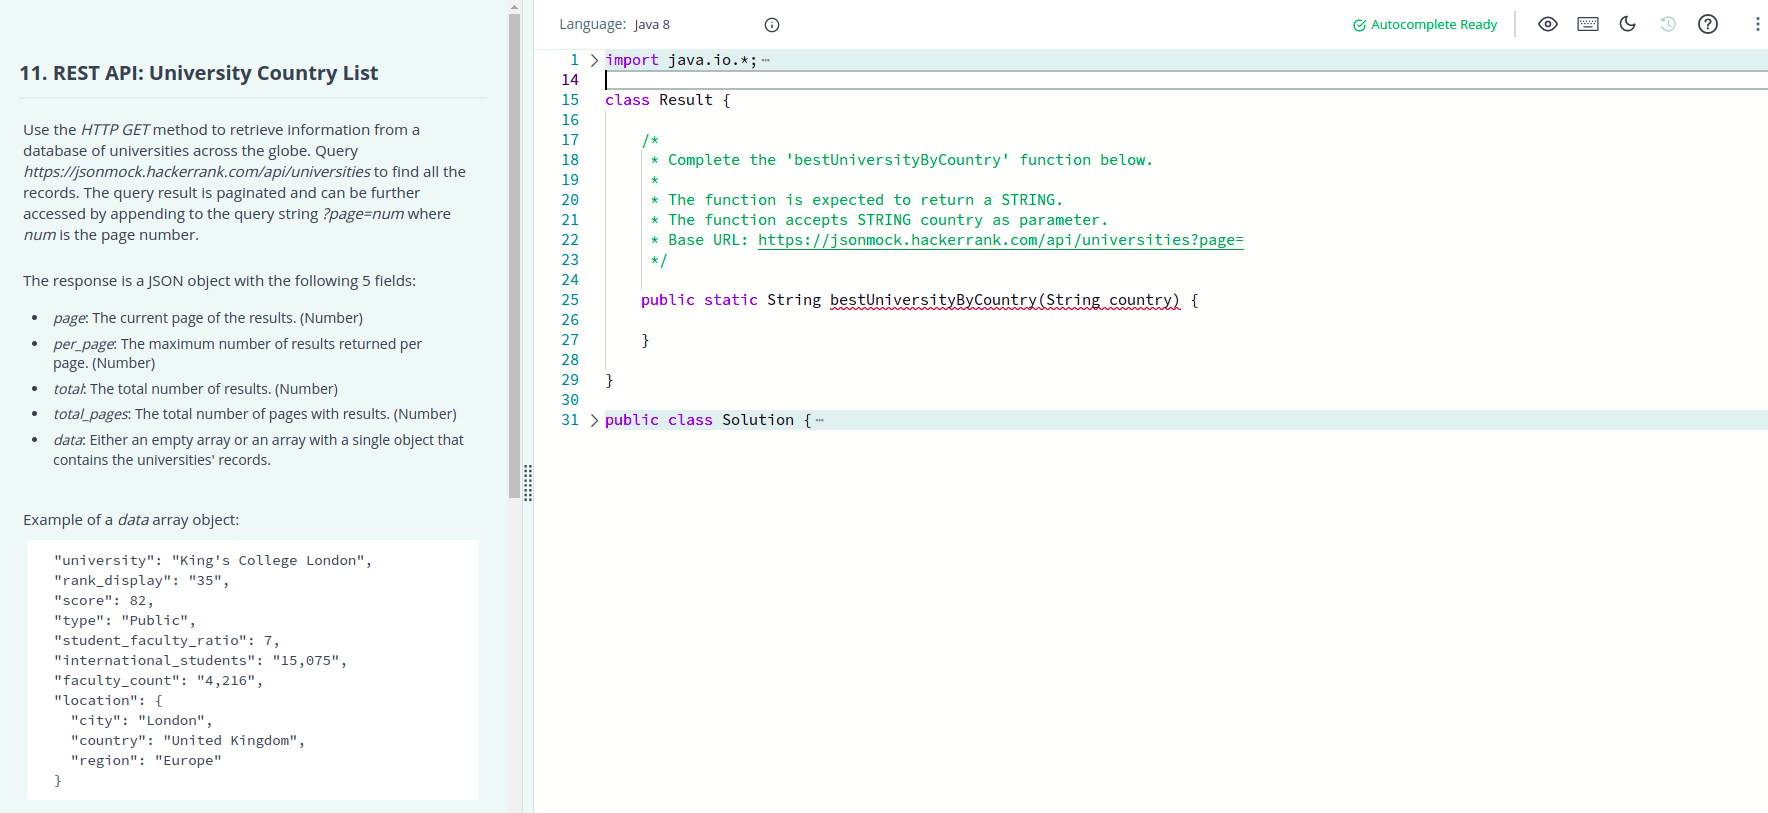 11. REST API: University Country List
Use the HTTP GET method to retrieve information from a
database of universities across the globe. Query
https://jsonmock.hackerrank.com/api/universities to find all the
records. The query result is paginated and can be further
accessed by appending to the query string ?page=num where
num is the page number.
The response is a JSON object with the following 5 fields:
• page: The current page of the results. (Number)
• per_page: The maximum number of results returned per
page. (Number)
• total: The total number of results. (Number)
• total_pages: The total number of pages with results. (Number)
• data: Either an empty array or an array with a single object that
contains the universities' records.
Example of a data array object:
"university": "King's College London",
"rank_display": "35",
"score": 82,
"type": "Public",
"student_faculty_ratio": 7,
"international_students": "15,075",
"faculty_count": "4,216",
"location": {
"city": "London",
"country": "United Kingdom",
"region": "Europe"
}
Language: Java 8
Autocomplete Ready
1 import java.io.*;
14
15 class Result {
16
17 /*
18 * Complete the 'bestUniversityByCountry' function below.
19 *
20 * The function is expected to return a STRING.
21 * The function accepts STRING country as parameter.
22 * Base URL: https://jsonmock.hackerrank.com/api/universities?page=
23 */
24
25 public static String bestUniversityByCountry(String country) {
26
27 }
28
29 }
30
31 public class Solution {